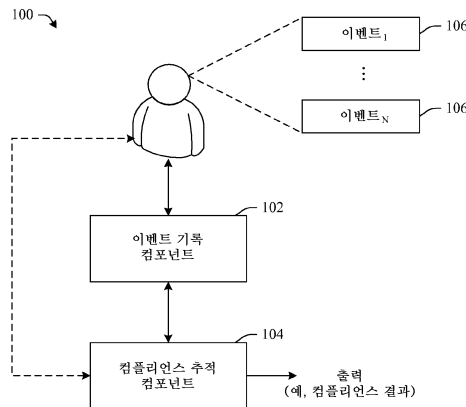 100
이벤트1
106
⋮
이벤트N
106
102
이벤트 기록
컴포넌트
104
컴플리언스 추적
컴포넌트
출력
(예, 컴플리언스 결과)